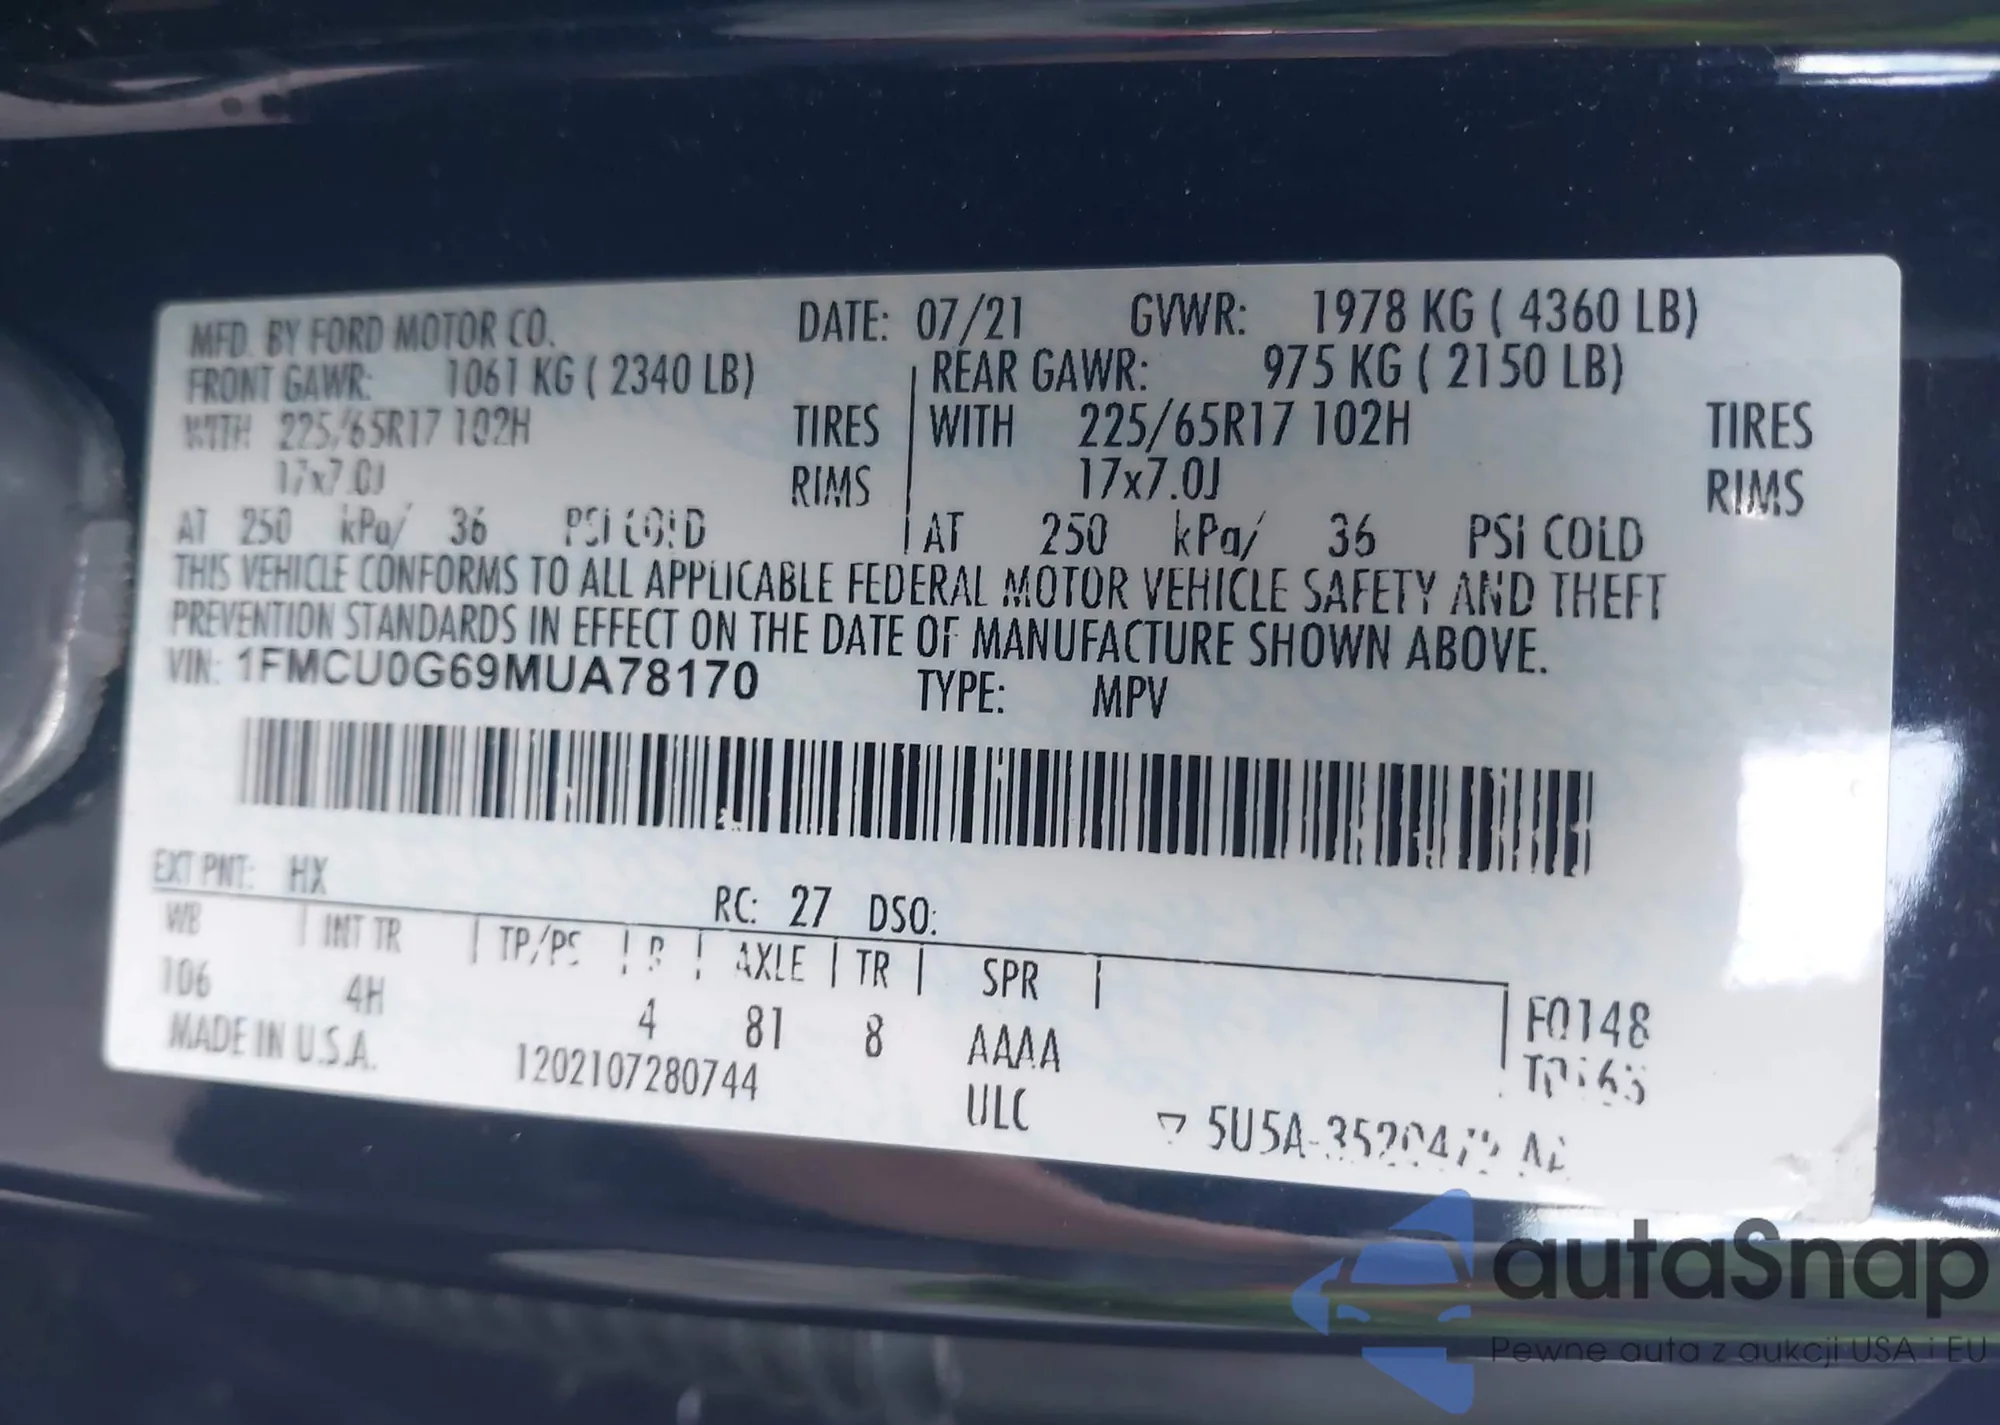 MFD. BY FORD MOTOR CO. DATE: 07/21 GVWR: 1978 KG ( 4360 LB)
FRONT GAWR: 1061 KG ( 2340 LB) REAR GAWR: 975 KG ( 2150 LB)
WITH 225/65R17 102H TIRES WITH 225/65R17 102H TIRES
17x7.0J RIMS 17x7.0J RIMS
AT 250 kPa/ 36 PSI COLD AT 250 kPa/ 36 PSI COLD
THIS VEHICLE CONFORMS TO ALL APPLICABLE FEDERAL MOTOR VEHICLE SAFETY AND THEFT
PREVENTION STANDARDS IN EFFECT ON THE DATE OF MANUFACTURE SHOWN ABOVE.
VIN: 1FMCU0G69MUA78170 TYPE: MPV
EXT PNT: HX RC: 27 DSO:
WB INT TR TP/PS R AXLE TR SPR
106 4H 4 81 8 AAAA F0148
MADE IN U.S.A. 1202107280744 ULC
autaSnap
Pewne auta z aukcji USA i EU